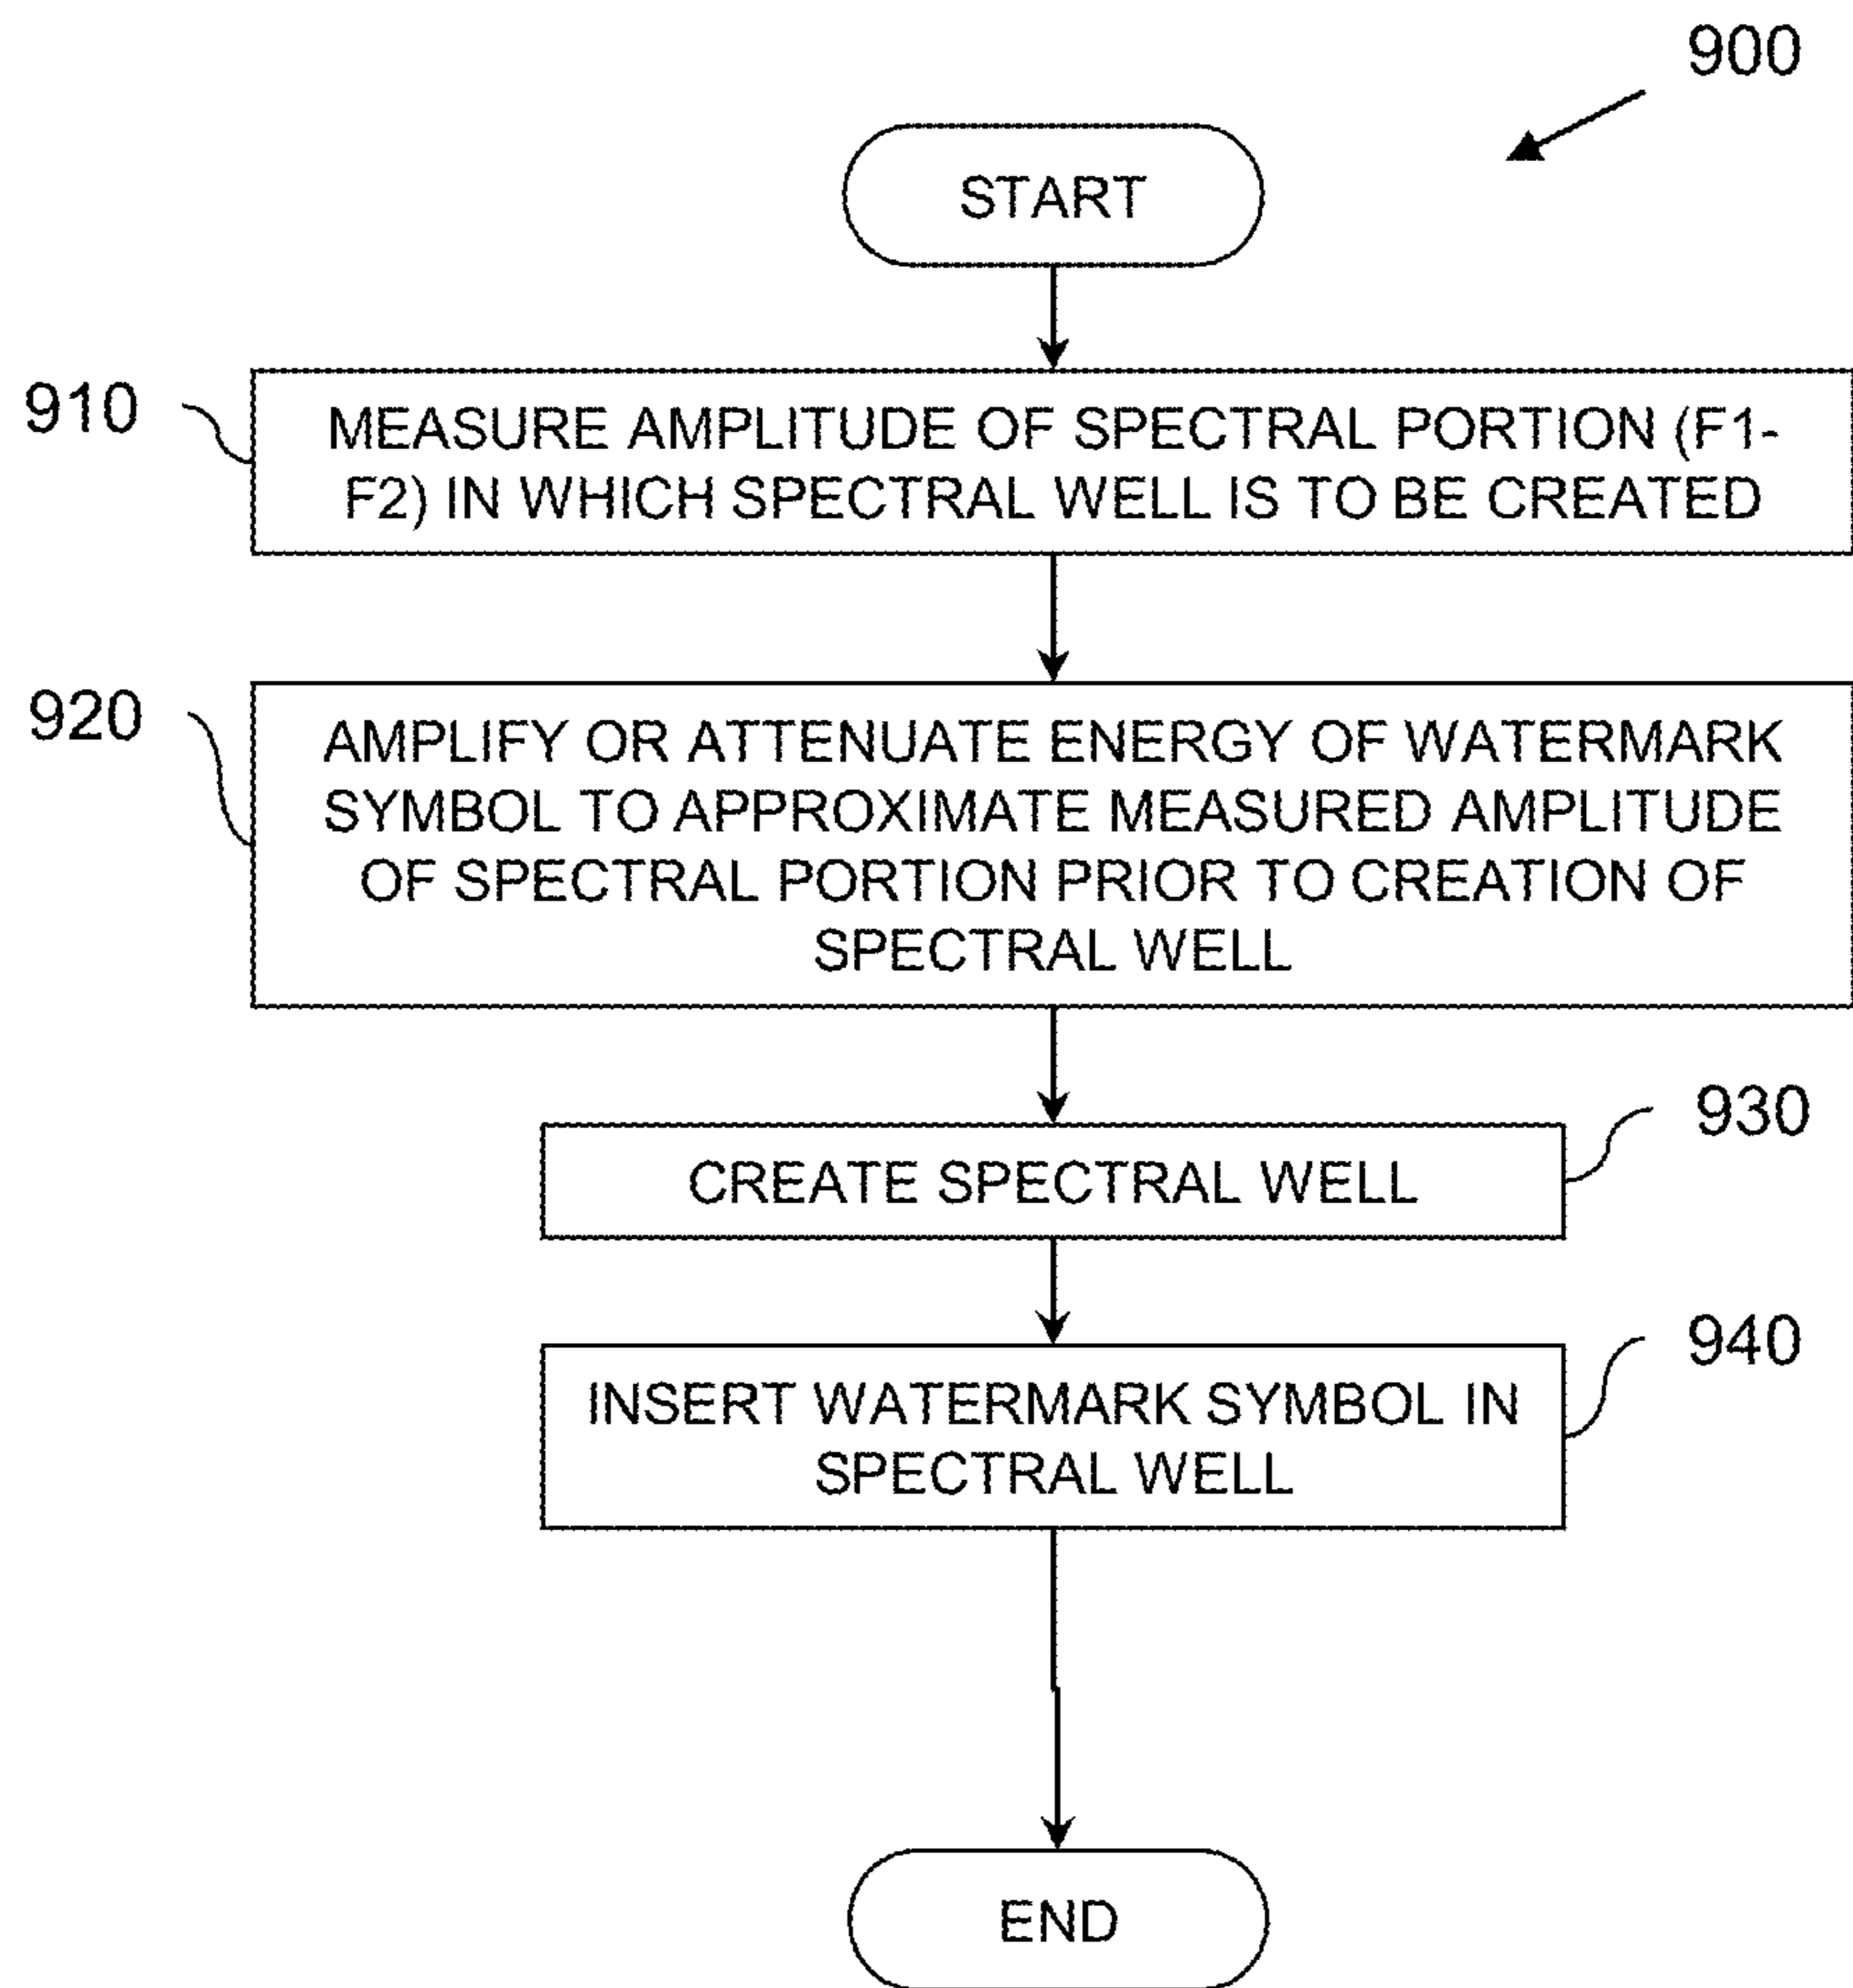 900
START
910
MEASURE AMPLITUDE OF SPECTRAL PORTION (F1-
F2) IN WHICH SPECTRAL WELL IS TO BE CREATED
920
AMPLIFY OR ATTENUATE ENERGY OF WATERMARK
SYMBOL TO APPROXIMATE MEASURED AMPLITUDE
OF SPECTRAL PORTION PRIOR TO CREATION OF
SPECTRAL WELL
930
CREATE SPECTRAL WELL
940
INSERT WATERMARK SYMBOL IN
SPECTRAL WELL
END